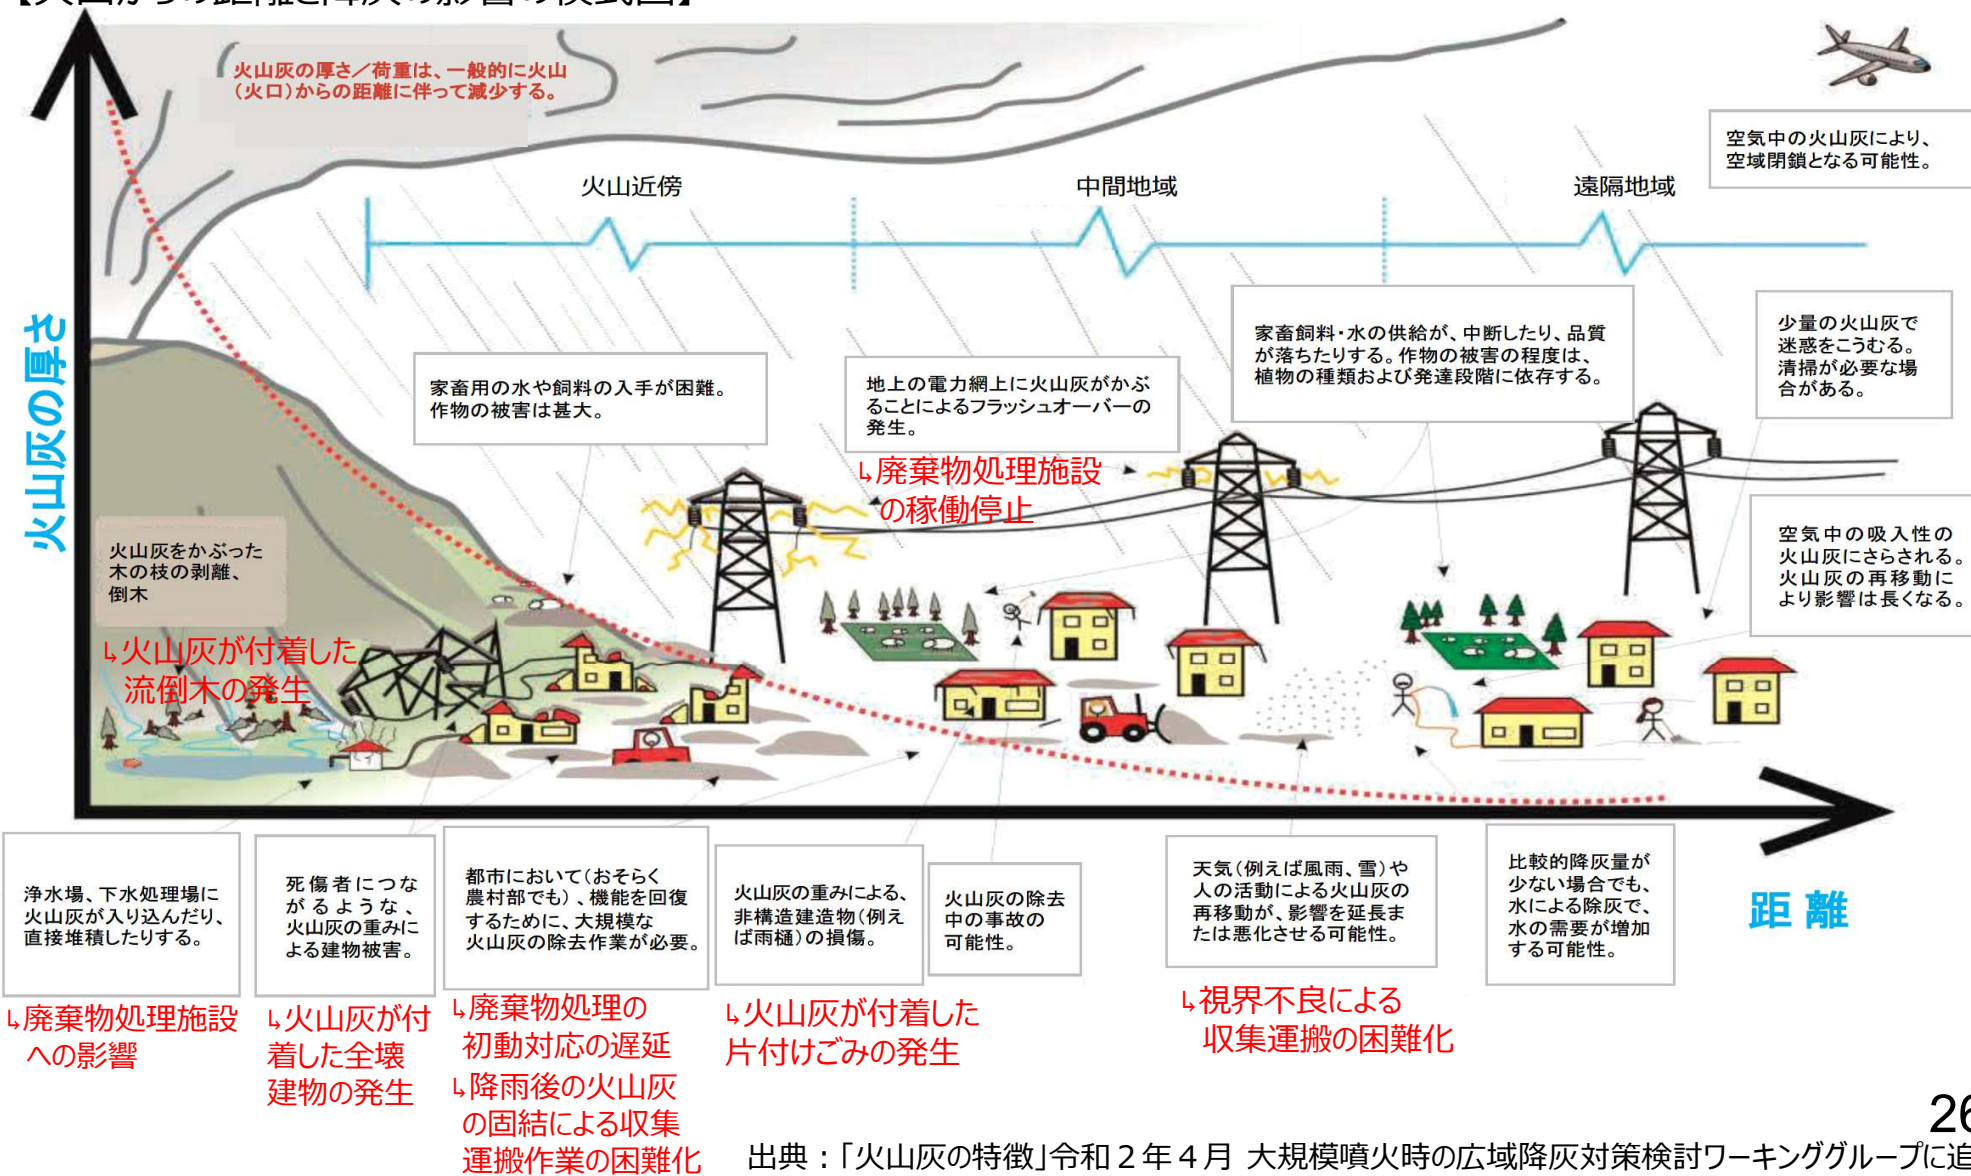 【火山からの距離と降灰の影響の模式図】
火山灰の厚さ／荷重は、一般的に火山
（火口）からの距離に伴って減少する。
空気中の火山灰により、
空域閉鎖となる可能性。
火山近傍
中間地域
遠隔地域
火山灰の厚さ
家畜用の水や飼料の入手が困難。
作物の被害は甚大。
地上の電力網上に火山灰がかぶ
ることによるフラッシュオーバーの
発生。
↳廃棄物処理施設
の稼働停止
家畜飼料・水の供給が、中断したり、品質
が落ちたりする。作物の被害の程度は、
植物の種類および発達段階に依存する。
少量の火山灰で
迷惑をこうむる。
清掃が必要な場
合がある。
空気中の吸入性の
火山灰にさらされる。
火山灰の再移動に
より影響は長くなる。
火山灰をかぶった
木の枝の剥離、
倒木
↳火山灰が付着した
流倒木の発生
浄水場、下水処理場に
火山灰が入り込んだり、
直接堆積したりする。
↳廃棄物処理施設
への影響
死傷者につな
がるような、
火山灰の重みに
よる建物被害。
↳火山灰が付
着した全壊
建物の発生
都市において（おそらく
農村部でも）、機能を回復
するために、大規模な
火山灰の除去作業が必要。
↳廃棄物処理の
初動対応の遅延
↳降雨後の火山灰
の固結による収集
運搬作業の困難化
火山灰の重みによる、
非構造建造物（例え
ば雨樋）の損傷。
↳火山灰が付着した
片付けごみの発生
火山灰の除去
中の事故の
可能性。
天気（例えば風雨、雪）や
人の活動による火山灰の
再移動が、影響を延長ま
たは悪化させる可能性。
↳視界不良による
収集運搬の困難化
比較的降灰量が
少ない場合でも、
水による除灰で、
水の需要が増加
する可能性。
距離
26
出典：「火山灰の特徴」令和２年４月 大規模噴火時の広域降灰対策検討ワーキンググループに追